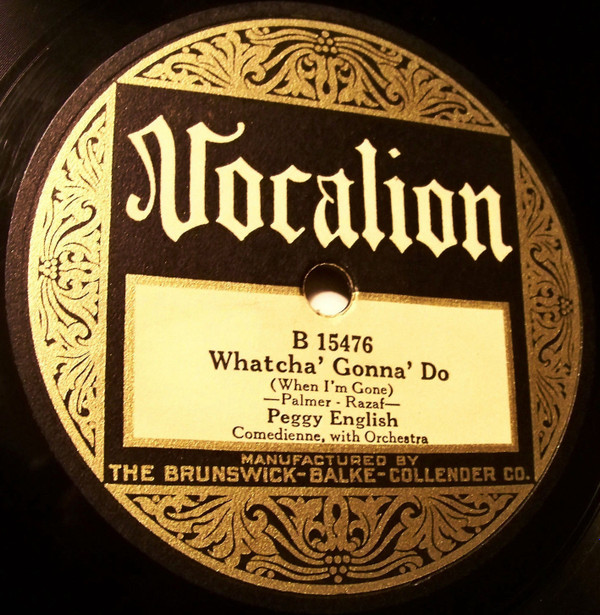 Vocalion
B 15476
Whatcha' Gonna' Do
(When I'm Gone)
—Palmer - Razaf—
Peggy English
Comedienne, with Orchestra
MANUFACTURED BY
THE BRUNSWICK-BALKE-COLLENDER CO.